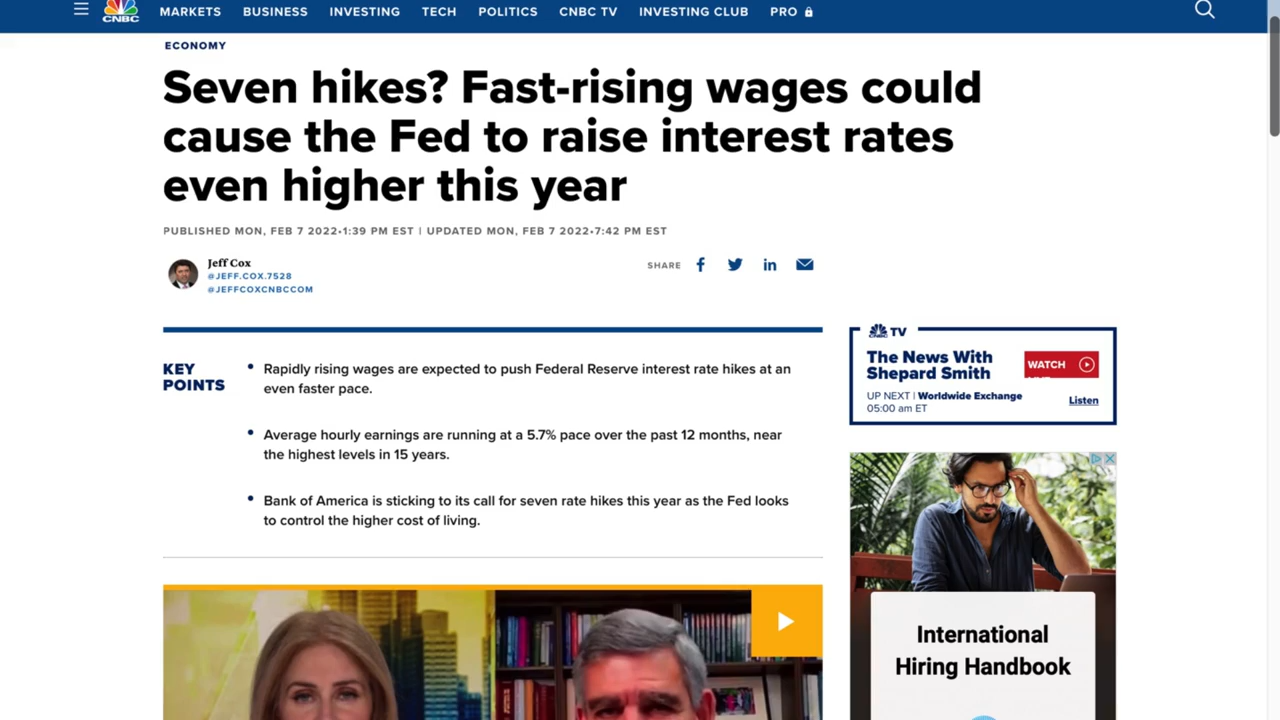 CNBC
MARKETS BUSINESS INVESTING TECH POLITICS CNBC TV INVESTING CLUB PRO
ECONOMY
Seven hikes? Fast-rising wages could
cause the Fed to raise interest rates
even higher this year
PUBLISHED MON, FEB 7 2022•1:39 PM EST | UPDATED MON, FEB 7 2022•7:42 PM EST
Jeff Cox
@JEFF.COX.7528
@JEFFCOXCNBCCOM
SHARE
KEY
POINTS
• Rapidly rising wages are expected to push Federal Reserve interest rate hikes at an
even faster pace.
• Average hourly earnings are running at a 5.7% pace over the past 12 months, near
the highest levels in 15 years.
• Bank of America is sticking to its call for seven rate hikes this year as the Fed looks
to control the higher cost of living.
CNBC TV
The News With
Shepard Smith
WATCH
UP NEXT | Worldwide Exchange
05:00 am ET
Listen
International
Hiring Handbook